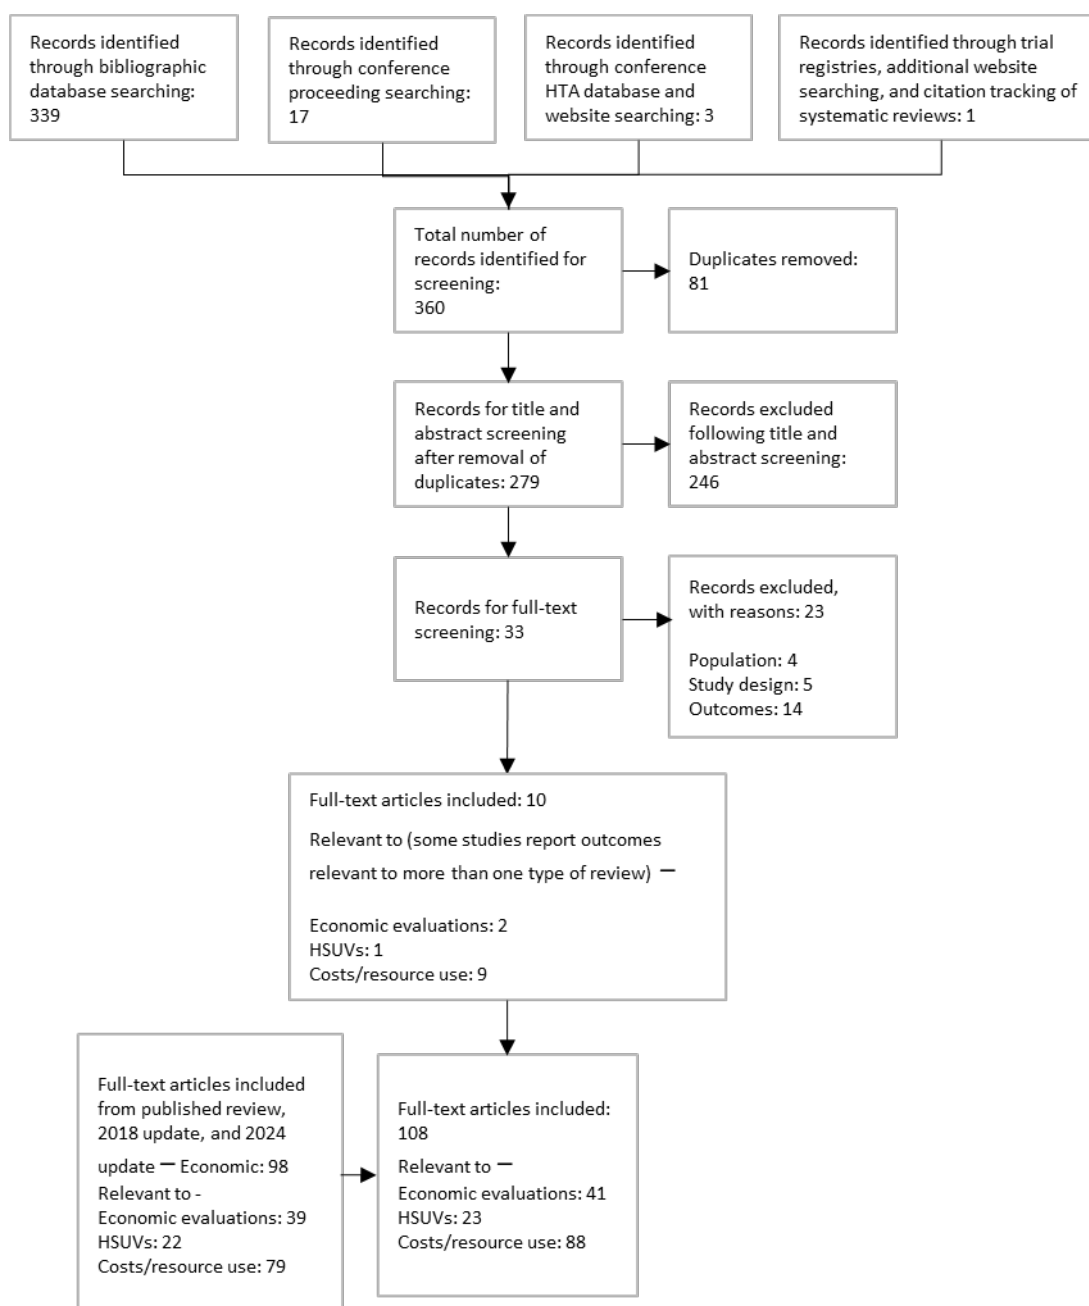 Records identified
through bibliographic
database searching:
339
Records identified
through conference
proceeding searching:
17
Records identified
through conference
HTA database and
website searching: 3
Records identified through trial
registries, additional website
searching, and citation tracking of
systematic reviews: 1
Total number of
records identified for
screening:
360
Duplicates removed:
81
Records for title and
abstract screening
after removal of
duplicates: 279
Records excluded
following title and
abstract screening:
246
Records for full-text
screening: 33
Records excluded,
with reasons: 23
Population: 4
Study design: 5
Outcomes: 14
Full-text articles included: 10
Relevant to (some studies report outcomes
relevant to more than one type of review) —
Economic evaluations: 2
HSUVs: 1
Costs/resource use: 9
Full-text articles included
from published review,
2018 update, and 2024
update — Economic: 98
Relevant to -
Economic evaluations: 39
HSUVs: 22
Costs/resource use: 79
Full-text articles included:
108
Relevant to —
Economic evaluations: 41
HSUVs: 23
Costs/resource use: 88